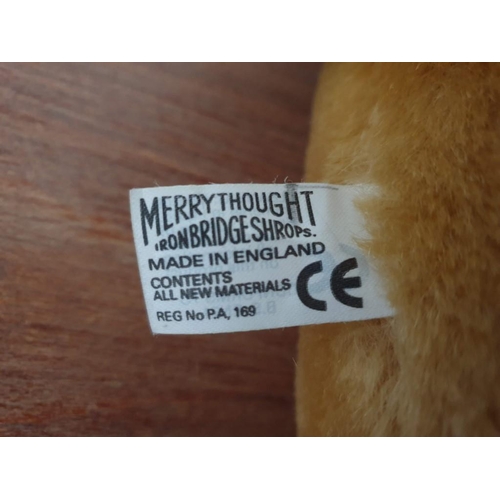 MERRYTHOUGHT
IRONBRIDGE SHROPS.
MADE IN ENGLAND
CONTENTS
ALL NEW MATERIALS
CE
REG No P.A, 169